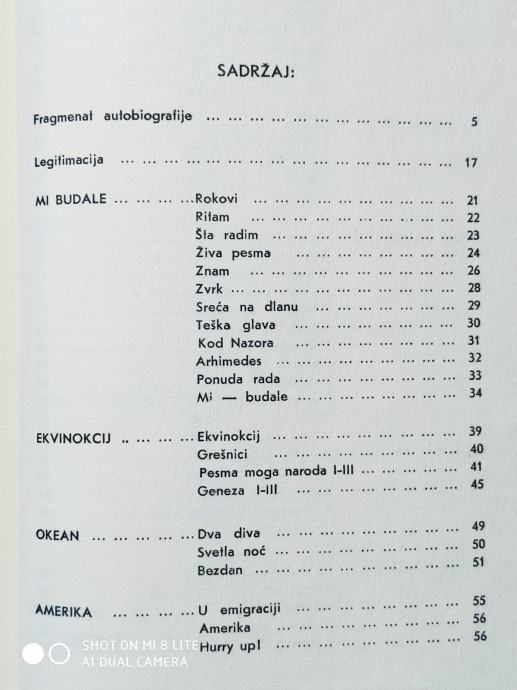 SADRŽAJ:
Fragmenat autobiografije ... ... ... ... ... ... ... ... ... ... ... ... 5
Legitimacija ... ... ... ... ... ... ... ... ... ... ... ... ... ... ... ... 17
MI BUDALE ... ... ... ...Rokovi ... ... ... ... ... ... ... ... ... ... 21
Ritam ... ... ... ... ... ... ... ... ... ... 22
Šta radim ... ... ... ... ... ... ... ... ... 23
Živa pesma ... ... ... ... ... ... ... ... 24
Znam ... ... ... ... ... ... ... ... ... ... 26
Zvrk ... ... ... ... ... ... ... ... ... ... ... 28
Sreća na dlanu ... ... ... ... ... ... ... 29
Teška glava ... ... ... ... ... ... ... ... 30
Kod Nazora ... ... ... ... ... ... ... ... 31
Arhimedes ... ... ... ... ... ... ... ... ... 32
Ponuda rada ... ... ... ... ... ... ... ... 33
Mi — budale ... ... ... ... ... ... ... ... 34
EKVINOKCIJ .. ... ... ... Ekvinokcij ... ... ... ... ... ... ... ... ... 39
Grešnici ... ... ... ... ... ... ... ... ... 40
Pesma moga naroda I-III ... ... ... ... ... 41
Geneza I-III ... ... ... ... ... ... ... ... 45
OKEAN ... ... ... ... ... Dva diva ... ... ... ... ... ... ... ... ... 49
Svetla noć ... ... ... ... ... ... ... ... ... 50
Bezdan ... ... ... ... ... ... ... ... ... ... 51
AMERIKA ... ... ... ... U emigraciji ... ... ... ... ... ... ... ... 55
Amerika ... ... ... ... ... ... ... ... ... 56
Hurry up! ... ... ... ... ... ... ... ... ... 56
SHOT ON MI 8 LITE
AI DUAL CAMERA